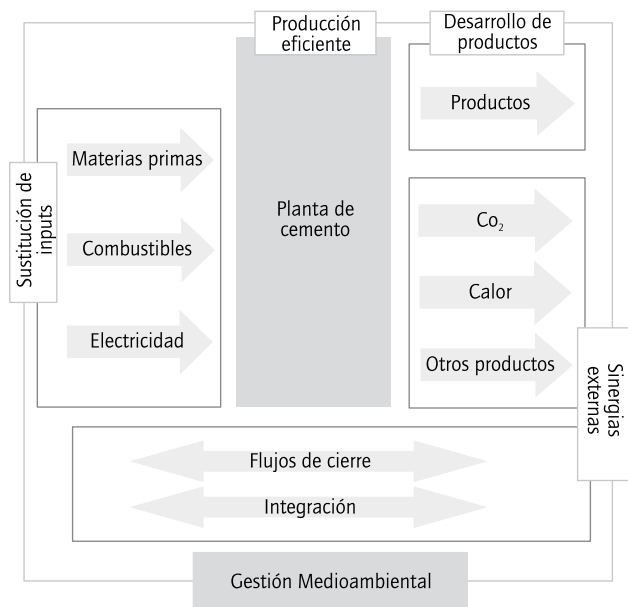 Producción
eficiente
Desarrollo de
productos
Productos
Sustitución de
inputs
Materias primas
Combustibles
Electricidad
Planta de
cemento
Co₂
Calor
Otros productos
Sinergias
externas
Flujos de cierre
Integración
Gestión Medioambiental